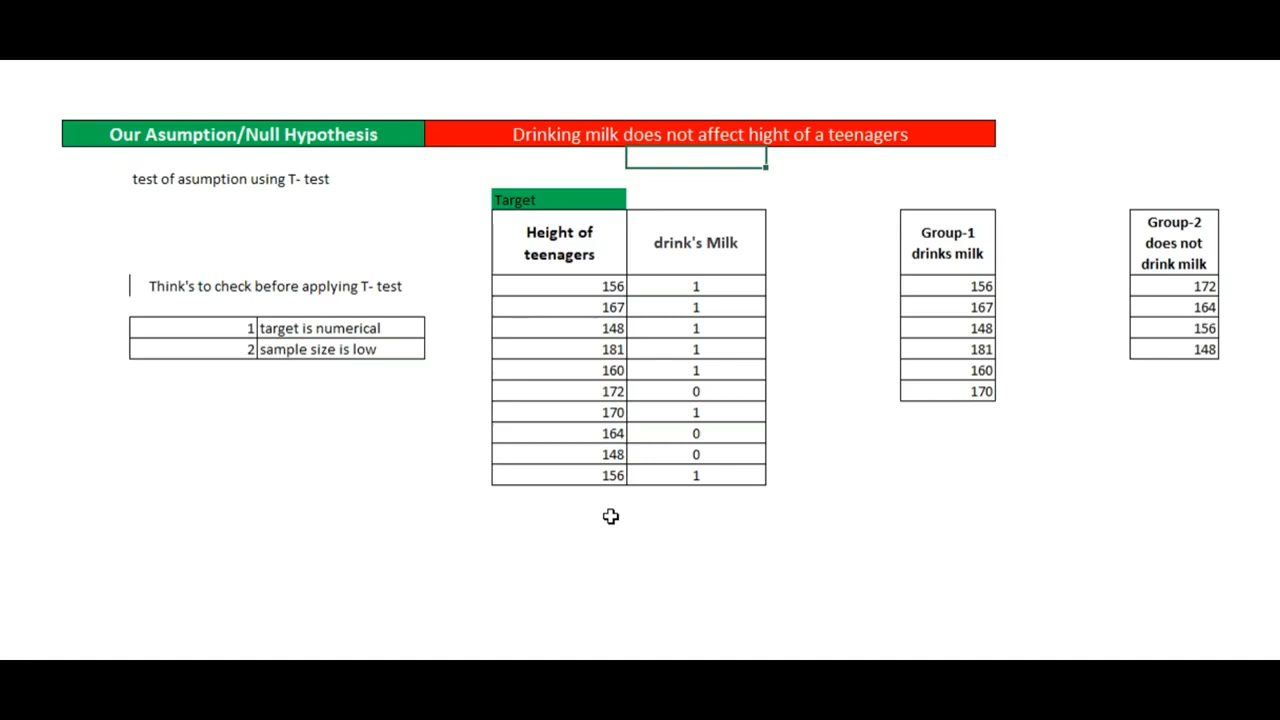 Our Asumption/Null Hypothesis Drinking milk does not affect hight of a teenagers
test of asumption using T- test
Target
Height of teenagers drink's Milk
156 1
167 1
148 1
181 1
160 1
172 0
170 1
164 0
148 0
156 1
Think's to check before applying T- test
1 target is numerical
2 sample size is low
Group-1
drinks milk
156
167
148
181
160
170
Group-2
does not
drink milk
172
164
156
148